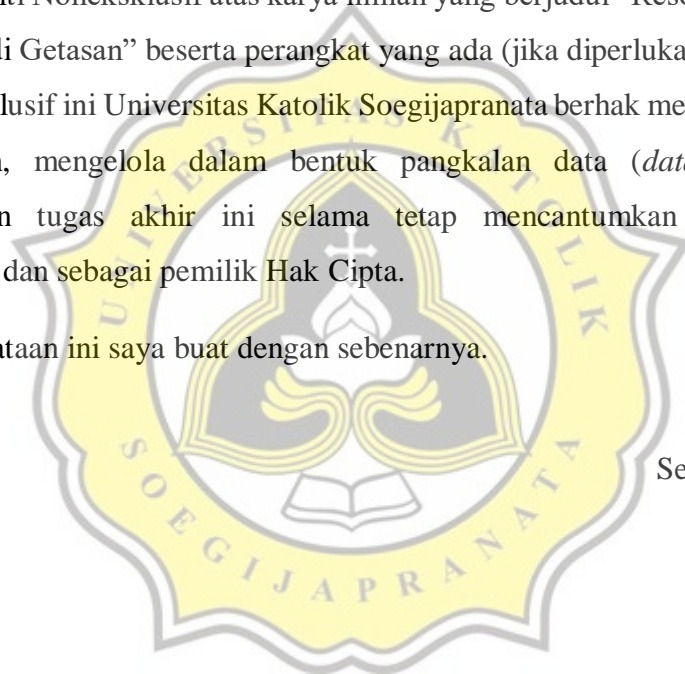 Noneksklusif atas karya ilmiah yang berjudul “Rese
di Getasan” beserta perangkat yang ada (jika diperluka
lusif ini Universitas Katolik Soegijapranata berhak me
mengelola dalam bentuk pangkalan data (data
n tugas akhir ini selama tetap mencantumkan
dan sebagai pemilik Hak Cipta.
ataan ini saya buat dengan sebenarnya.
Se
UNIVERSITAS KATOLIK
SOEGIJAPRANATA